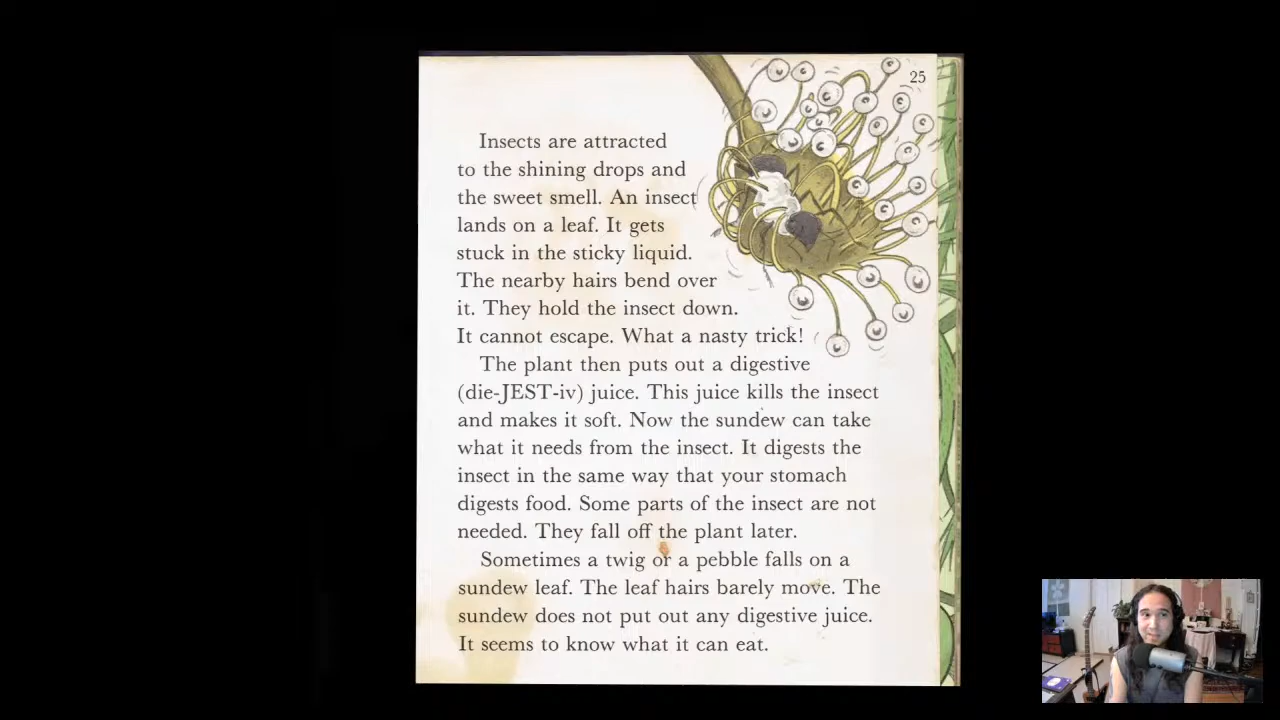 25
Insects are attracted
to the shining drops and
the sweet smell. An insect
lands on a leaf. It gets
stuck in the sticky liquid.
The nearby hairs bend over
it. They hold the insect down.
It cannot escape. What a nasty trick!
The plant then puts out a digestive
(die-JEST-iv) juice. This juice kills the insect
and makes it soft. Now the sundew can take
what it needs from the insect. It digests the
insect in the same way that your stomach
digests food. Some parts of the insect are not
needed. They fall off the plant later.
Sometimes a twig or a pebble falls on a
sundew leaf. The leaf hairs barely move. The
sundew does not put out any digestive juice.
It seems to know what it can eat.